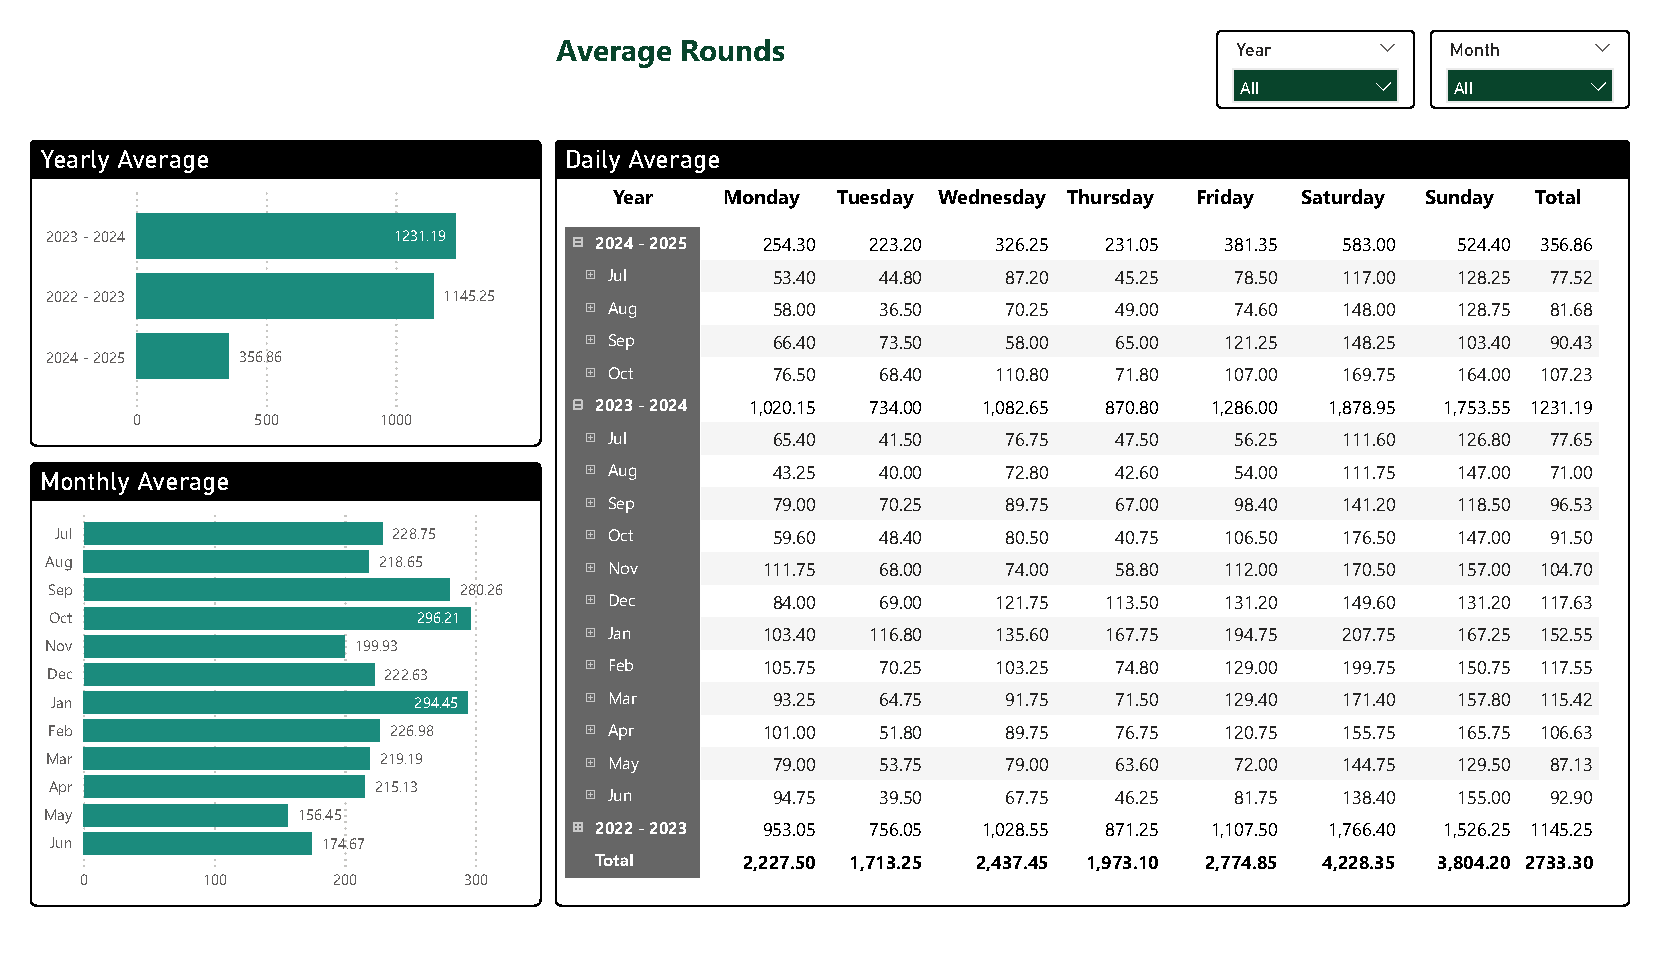 Average Rounds
Year
All
Month
All
Yearly Average
2023 - 2024 1231.19
2022 - 2023 1145.25
2024 - 2025 356.86
0 500 1000
Monthly Average
Jul 228.75
Aug 218.65
Sep 280.26
Oct 296.21
Nov 199.93
Dec 222.63
Jan 294.45
Feb 226.98
Mar 219.19
Apr 215.13
May 156.45
Jun 174.67
0 100 200 300
Daily Average
Year Monday Tuesday Wednesday Thursday Friday Saturday Sunday Total
2024 - 2025 254.30 223.20 326.25 231.05 381.35 583.00 524.40 356.86
Jul 53.40 44.80 87.20 45.25 78.50 117.00 128.25 77.52
Aug 58.00 36.50 70.25 49.00 74.60 148.00 128.75 81.68
Sep 66.40 73.50 58.00 65.00 121.25 148.25 103.40 90.43
Oct 76.50 68.40 110.80 71.80 107.00 169.75 164.00 107.23
2023 - 2024 1,020.15 734.00 1,082.65 870.80 1,286.00 1,878.95 1,753.55 1231.19
Jul 65.40 41.50 76.75 47.50 56.25 111.60 126.80 77.65
Aug 43.25 40.00 72.80 42.60 54.00 111.75 147.00 71.00
Sep 79.00 70.25 89.75 67.00 98.40 141.20 118.50 96.53
Oct 59.60 48.40 80.50 40.75 106.50 176.50 147.00 91.50
Nov 111.75 68.00 74.00 58.80 112.00 170.50 157.00 104.70
Dec 84.00 69.00 121.75 113.50 131.20 149.60 131.20 117.63
Jan 103.40 116.80 135.60 167.75 194.75 207.75 167.25 152.55
Feb 105.75 70.25 103.25 74.80 129.00 199.75 150.75 117.55
Mar 93.25 64.75 91.75 71.50 129.40 171.40 157.80 115.42
Apr 101.00 51.80 89.75 76.75 120.75 155.75 165.75 106.63
May 79.00 53.75 79.00 63.60 72.00 144.75 129.50 87.13
Jun 94.75 39.50 67.75 46.25 81.75 138.40 155.00 92.90
2022 - 2023 953.05 756.05 1,028.55 871.25 1,107.50 1,766.40 1,526.25 1145.25
Total 2,227.50 1,713.25 2,437.45 1,973.10 2,774.85 4,228.35 3,804.20 2733.30